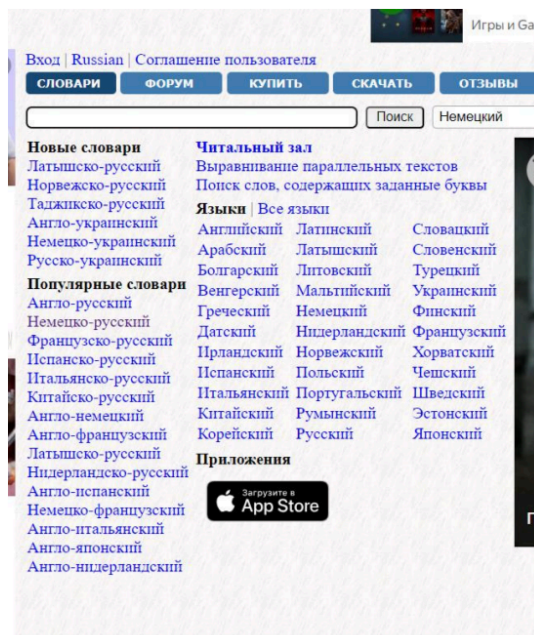 Игры и Ga
Вход | Russian | Соглашение пользователя
СЛОВАРИ ФОРУМ КУПИТЬ СКАЧАТЬ ОТЗЫВЫ
Поиск Немецкий
Новые словари
Латышско-русский
Норвежско-русский
Таджикско-русский
Англо-украинский
Немецко-украинский
Русско-украинский
Популярные словари
Англо-русский
Немецко-русский
Французско-русский
Испанско-русский
Итальянско-русский
Китайско-русский
Англо-немецкий
Англо-французский
Латышско-русский
Нидерландско-русский
Англо-испанский
Немецко-французский
Англо-итальянский
Англо-японский
Англо-нидерландский
Читальный зал
Выравнивание параллельных текстов
Поиск слов, содержащих заданные буквы
Языки | Все языки
Английский Латинский Словацкий
Арабский Латышский Словенский
Болгарский Литовский Турецкий
Венгерский Мальтийский Украинский
Греческий Немецкий Финский
Датский Нидерландский Французский
Ирландский Норвежский Хорватский
Испанский Польский Чешский
Итальянский Португальский Шведский
Китайский Румынский Эстонский
Корейский Русский Японский
Приложения
Загрузите в
App Store